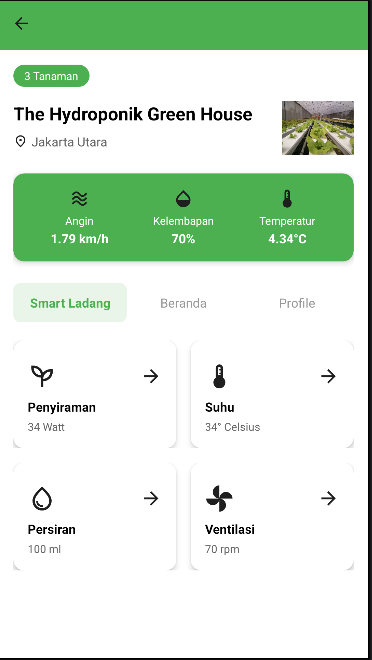 3 Tanaman
The Hydroponik Green House
Jakarta Utara
Angin
Kelembapan
Temperatur
1.79 km/h
70%
4.34°C
Smart Ladang
Beranda
Profile
Penyiraman
34 Watt
Suhu
34° Celsius
Persiran
100 ml
Ventilasi
70 rpm